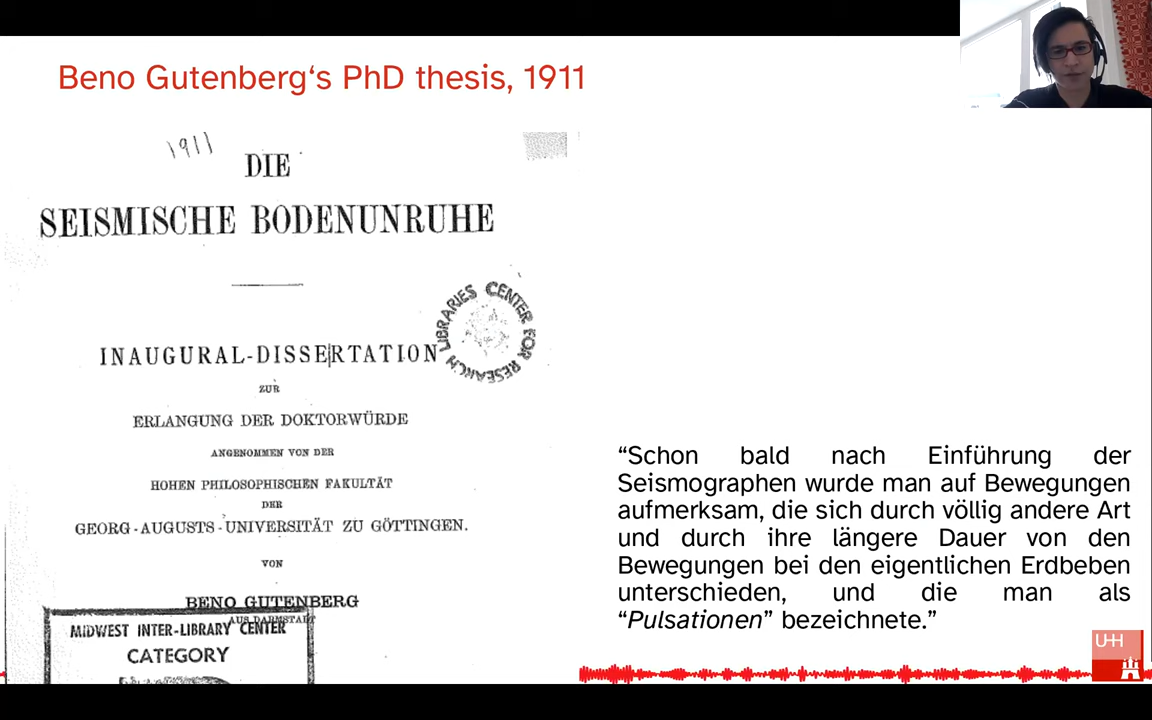 Beno Gutenberg‘s PhD thesis, 1911
1911
DIE
SEISMISCHE BODENUNRUHE
INAUGURAL-DISSERTATION
ZUR
ERLANGUNG DER DOKTORWÜRDE
ANGENOMMEN VON DER
HOHEN PHILOSOPHISCHEN FAKULTÄT
DER
GEORG-AUGUSTS-UNIVERSITÄT ZU GÖTTINGEN.
VON
BENO GUTENBERG
AUS DARMSTADT
LIBRARIES CENTER FOR RESEARCH
MIDWEST INTER-LIBRARY CENTER
CATEGORY
“Schon bald nach Einführung der
Seismographen wurde man auf Bewegungen
aufmerksam, die sich durch völlig andere Art
und durch ihre längere Dauer von den
Bewegungen bei den eigentlichen Erdbeben
unterschieden, und die man als
“Pulsationen” bezeichnete.”
UHH